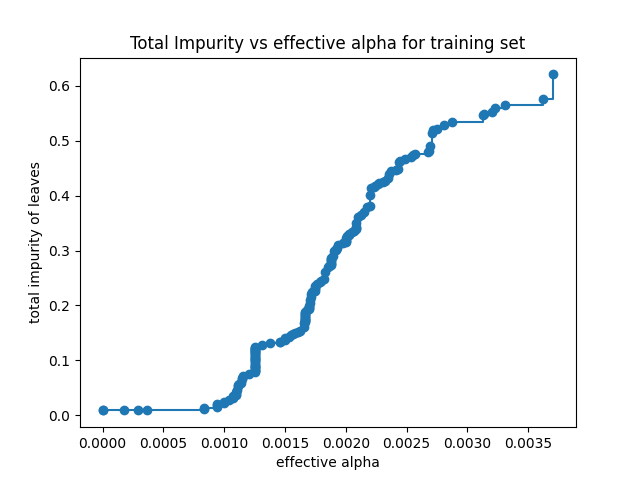 Total Impurity vs effective alpha for training set
total impurity of leaves
0.6
0.5
0.4
0.3
0.2
0.1
0.0
0.0000 0.0005 0.0010 0.0015 0.0020 0.0025 0.0030 0.0035
effective alpha